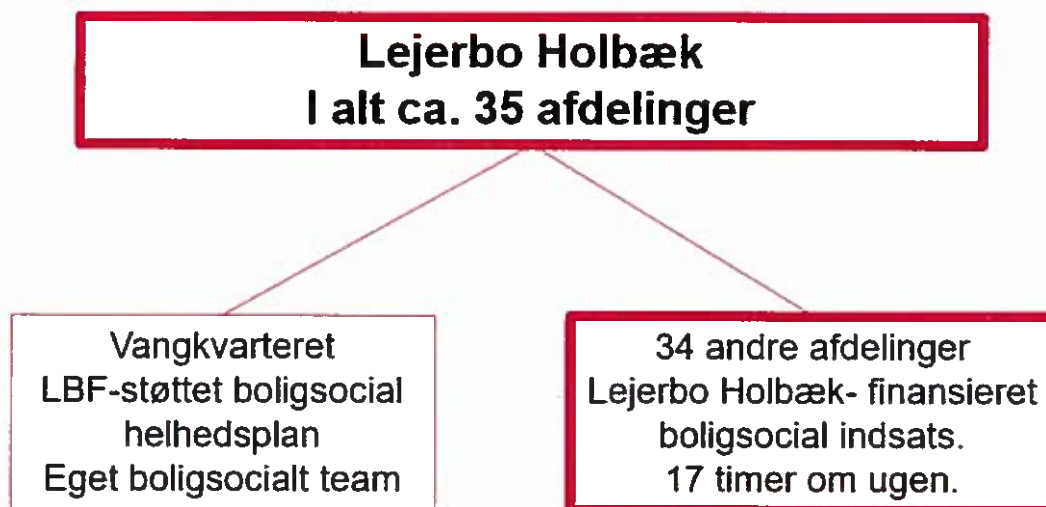 Lejerbo Holbæk
I alt ca. 35 afdelinger
Vangkvarteret
LBF-støttet boligsocial
helhedsplan
Eget boligsocialt team
34 andre afdelinger
Lejerbo Holbæk- finansieret
boligsocial indsats.
17 timer om ugen.